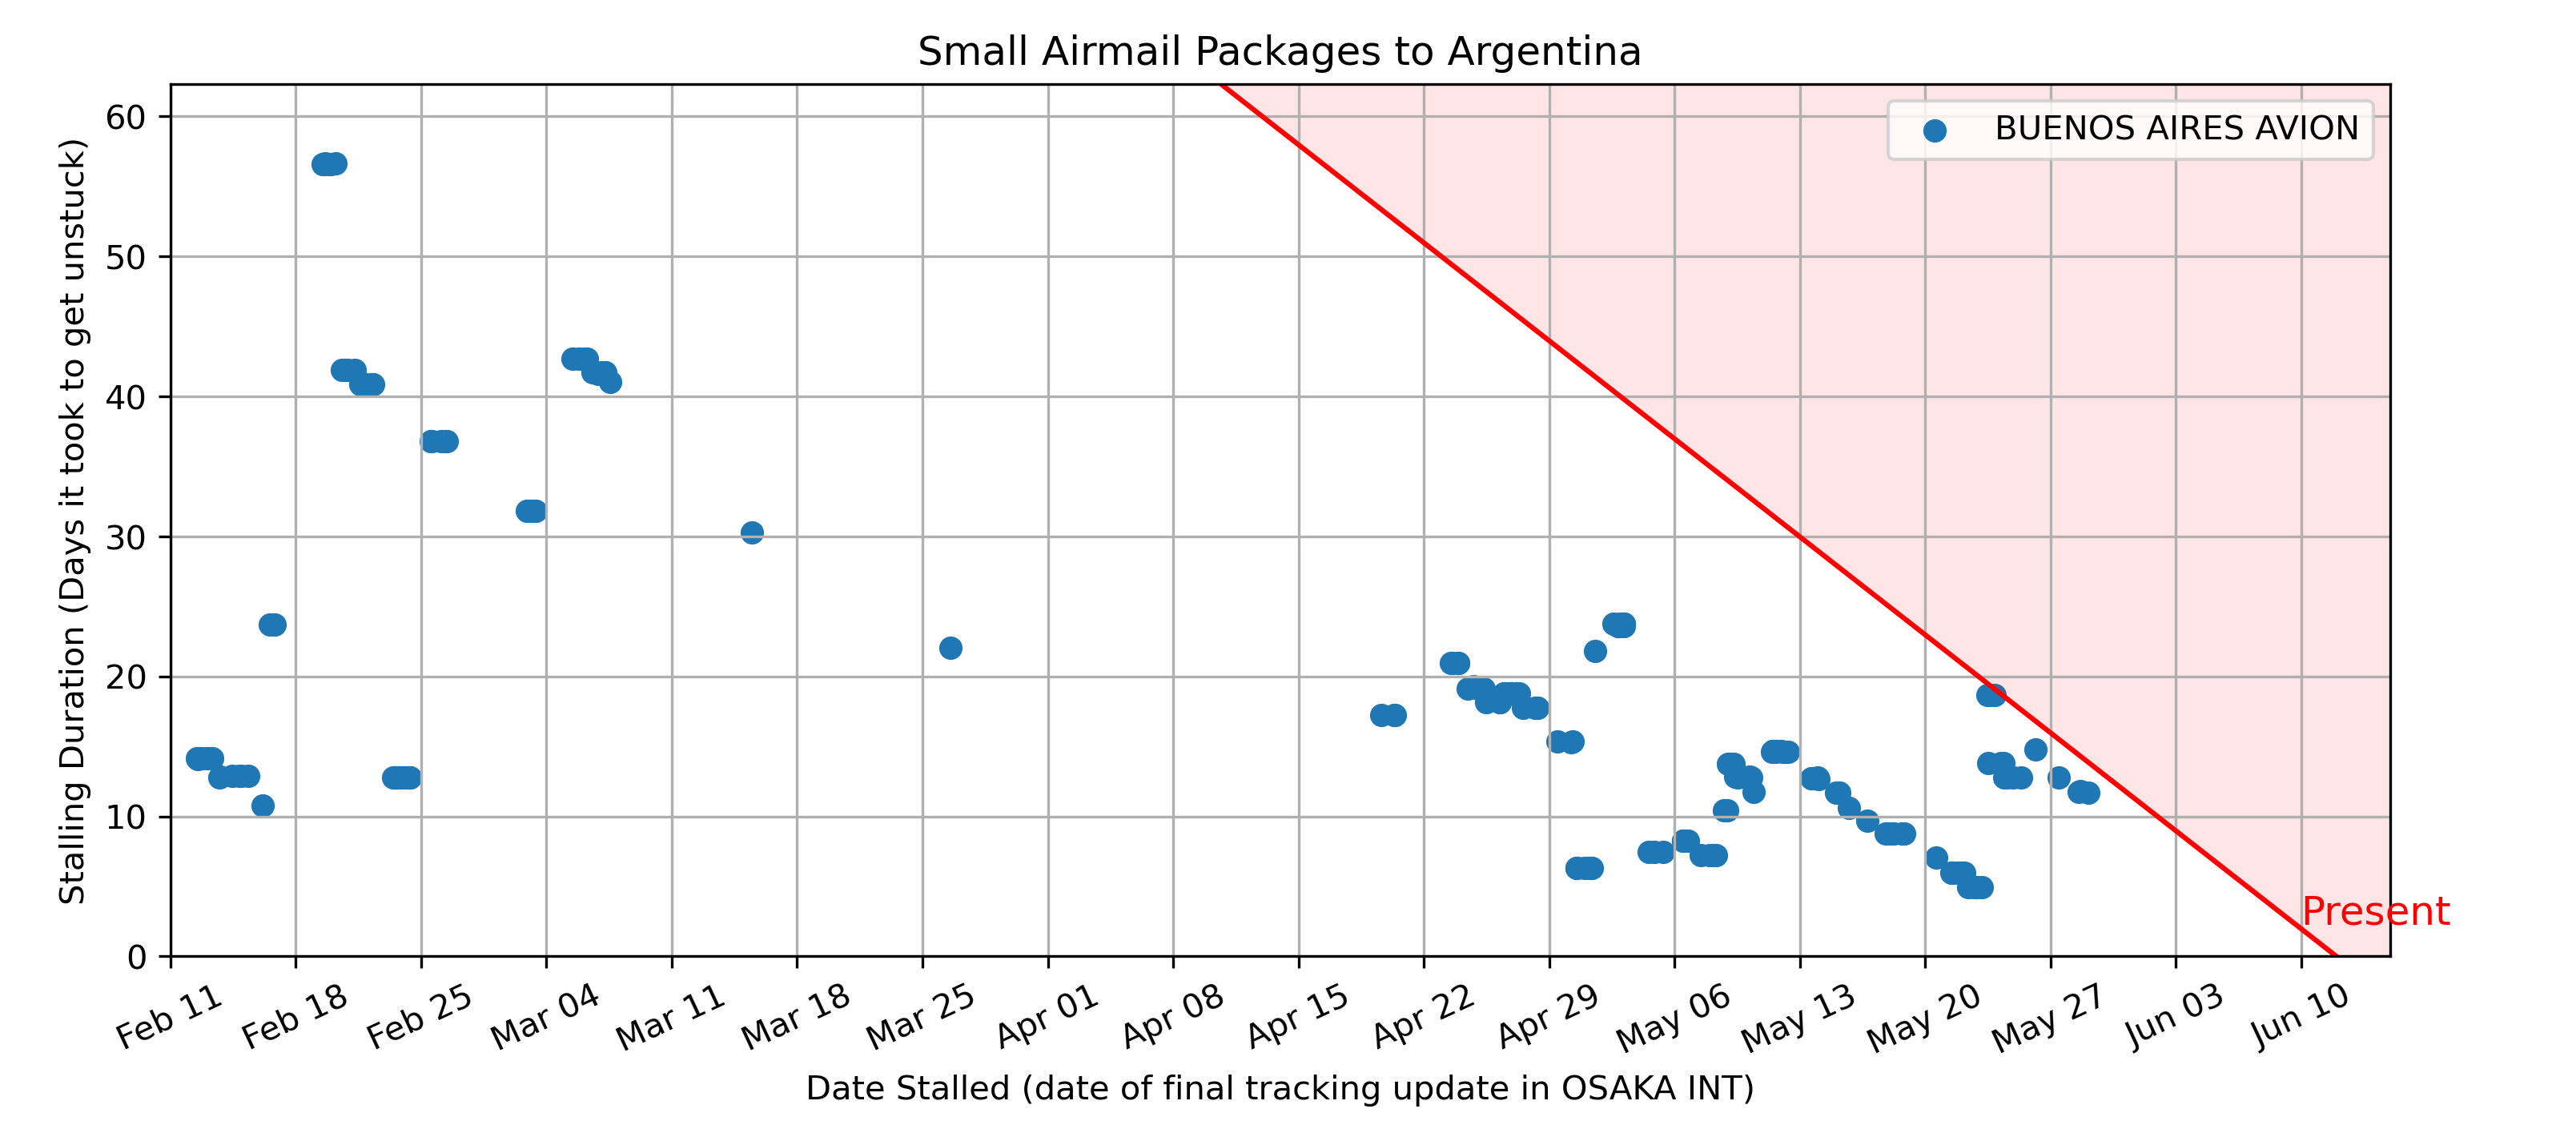 Small Airmail Packages to Argentina
BUENOS AIRES AVION
Stalling Duration (Days it took to get unstuck)
60
50
40
30
20
10
0
Present
Feb 11
Feb 18
Feb 25
Mar 04
Mar 11
Mar 18
Mar 25
Apr 01
Apr 08
Apr 15
Apr 22
Apr 29
May 06
May 13
May 20
May 27
Jun 03
Jun 10
Date Stalled (date of final tracking update in OSAKA INT)